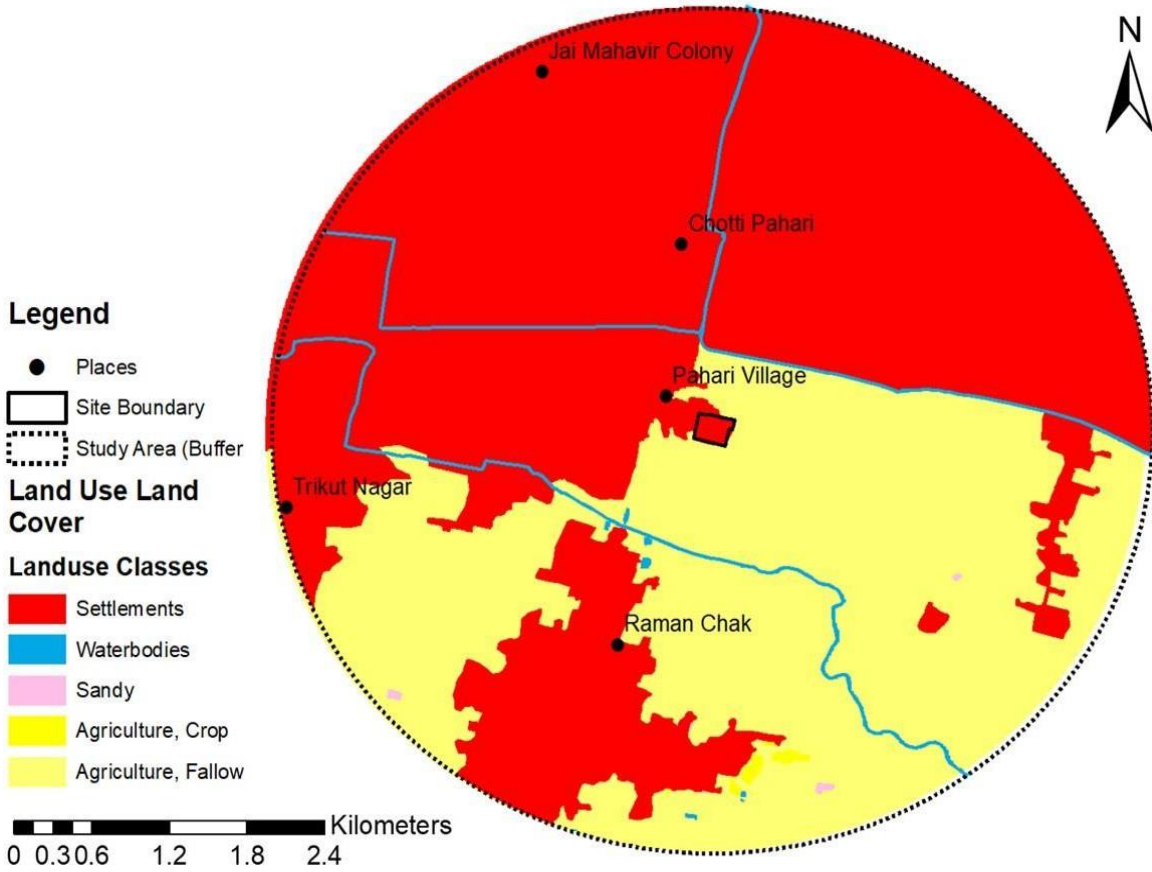 N
Jai Mahavir Colony
Chotti Pahari
Pahari Village
Trikut Nagar
Raman Chak
Legend
Places
Site Boundary
Study Area (Buffer
Land Use Land
Cover
Landuse Classes
Settlements
Waterbodies
Sandy
Agriculture, Crop
Agriculture, Fallow
Kilometers
0 0.3 0.6 1.2 1.8 2.4